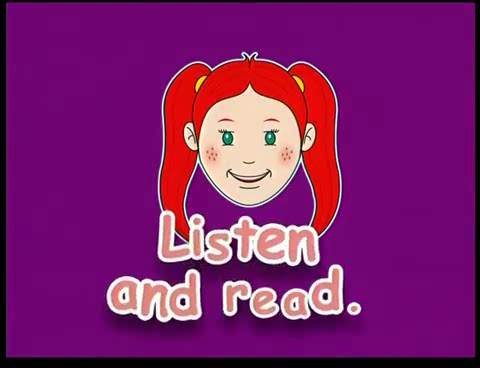 Listen
and read.